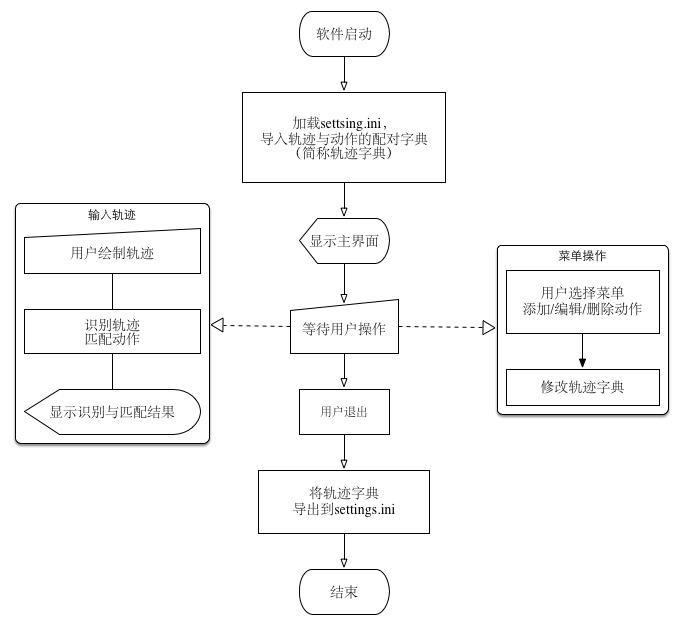 软件启动
加载settsing.ini，
导入轨迹与动作的配对字典
（简称轨迹字典）
显示主界面
等待用户操作
输入轨迹
用户绘制轨迹
识别轨迹
匹配动作
显示识别与匹配结果
菜单操作
用户选择菜单
添加/编辑/删除动作
修改轨迹字典
用户退出
将轨迹字典
导出到settings.ini
结束